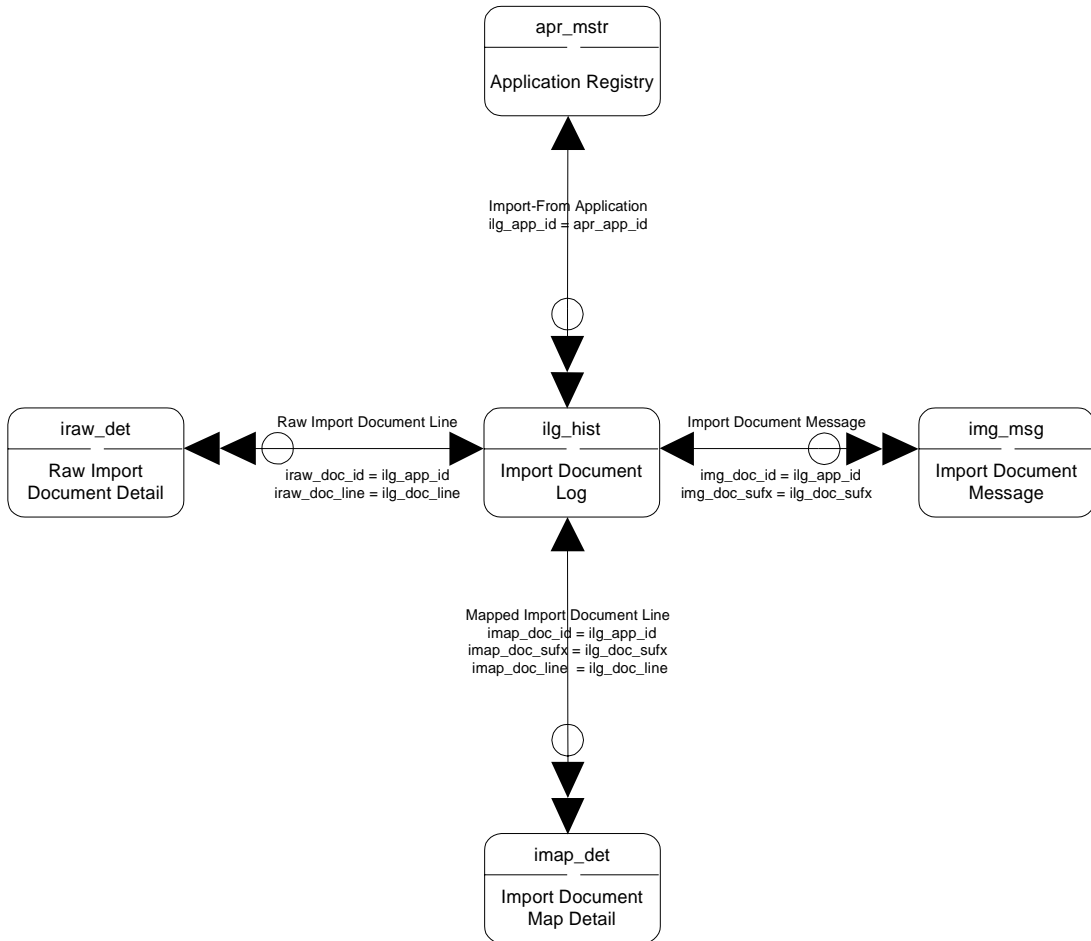 apr_mstr
Application Registry
Import-From Application
ilg_app_id = apr_app_id
iraw_det
Raw Import
Document Detail
Raw Import Document Line
iraw_doc_id = ilg_app_id
iraw_doc_line = ilg_doc_line
ilg_hist
Import Document
Log
Import Document Message
img_doc_id = ilg_app_id
img_doc_sufx = ilg_doc_sufx
img_msg
Import Document
Message
Mapped Import Document Line
imap_doc_id = ilg_app_id
imap_doc_sufx = ilg_doc_sufx
imap_doc_line = ilg_doc_line
imap_det
Import Document
Map Detail